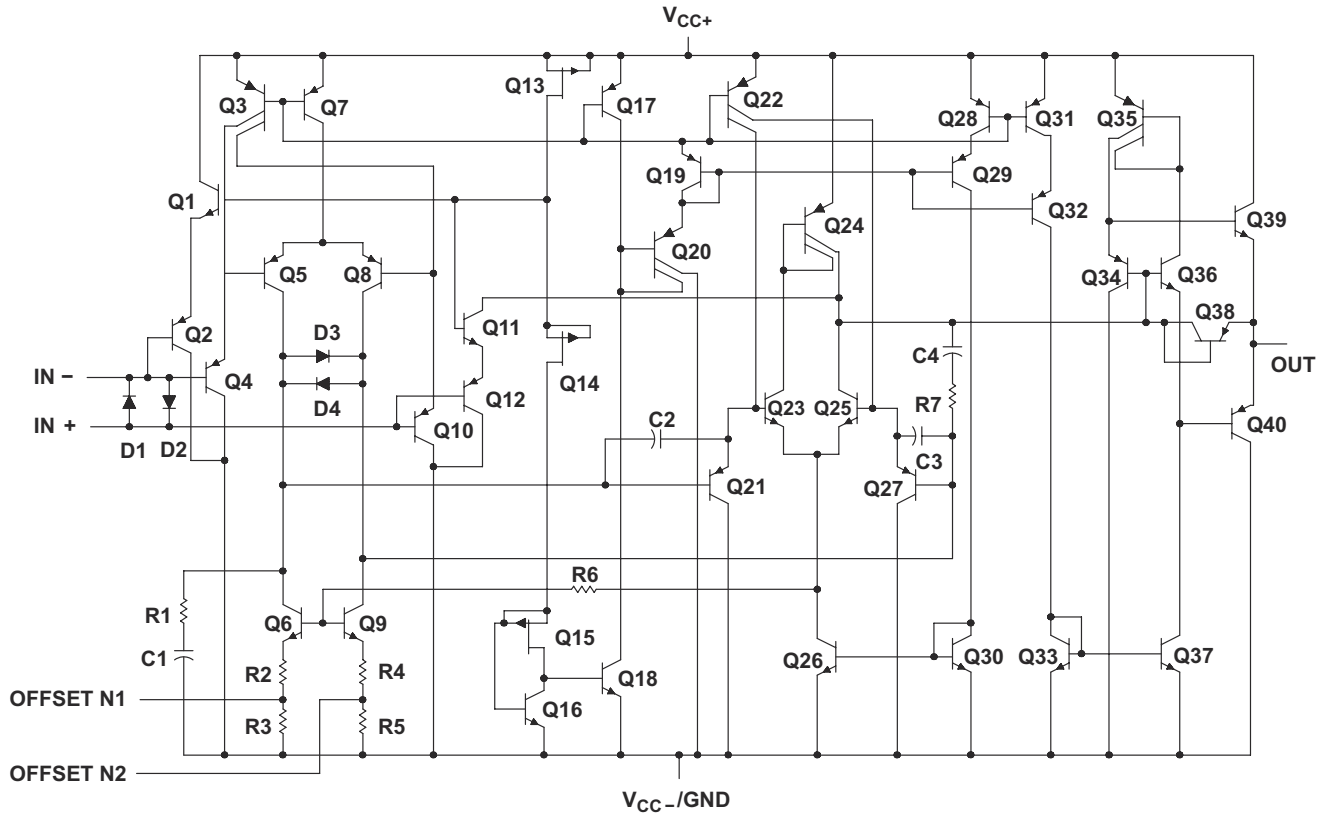 VCC+
Q3
Q7
Q13
Q17
Q22
Q28
Q31
Q35
Q1
Q19
Q29
Q32
Q39
Q24
Q20
Q5
Q8
Q34
Q36
Q2
D3
Q11
Q38
C4
OUT
IN −
Q4
D4
Q14
Q12
R7
Q23
Q25
IN +
Q10
C2
Q40
D1
D2
C3
Q21
Q27
R6
R1
Q6
Q9
Q15
C1
R2
R4
Q26
Q30
Q33
Q37
Q18
OFFSET N1
Q16
R3
R5
OFFSET N2
VCC−/GND